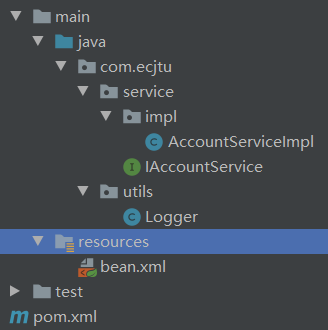 main
java
com.ecjtu
service
impl
AccountServiceImpl
IAccountService
utils
Logger
resources
bean.xml
test
pom.xml